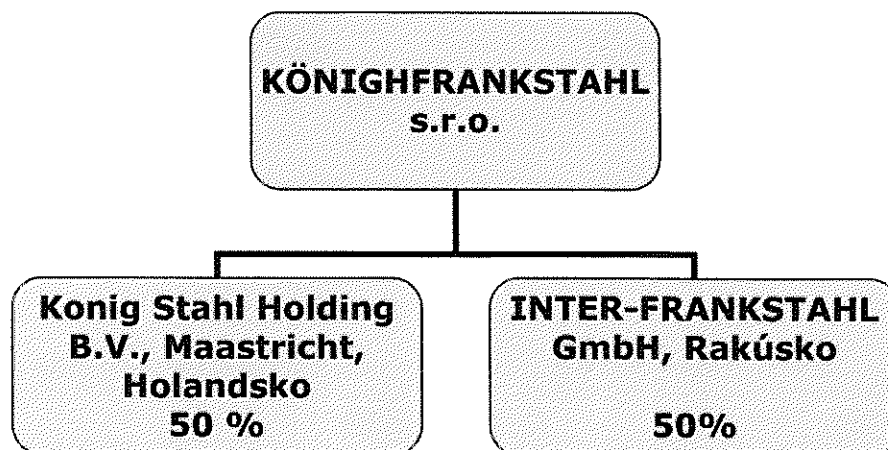 KÖNIGHFRANKSTAHL
s.r.o.
Konig Stahl Holding
B.V., Maastricht,
Holandsko
50 %
INTER-FRANKSTAHL
GmbH, Rakúsko
50%